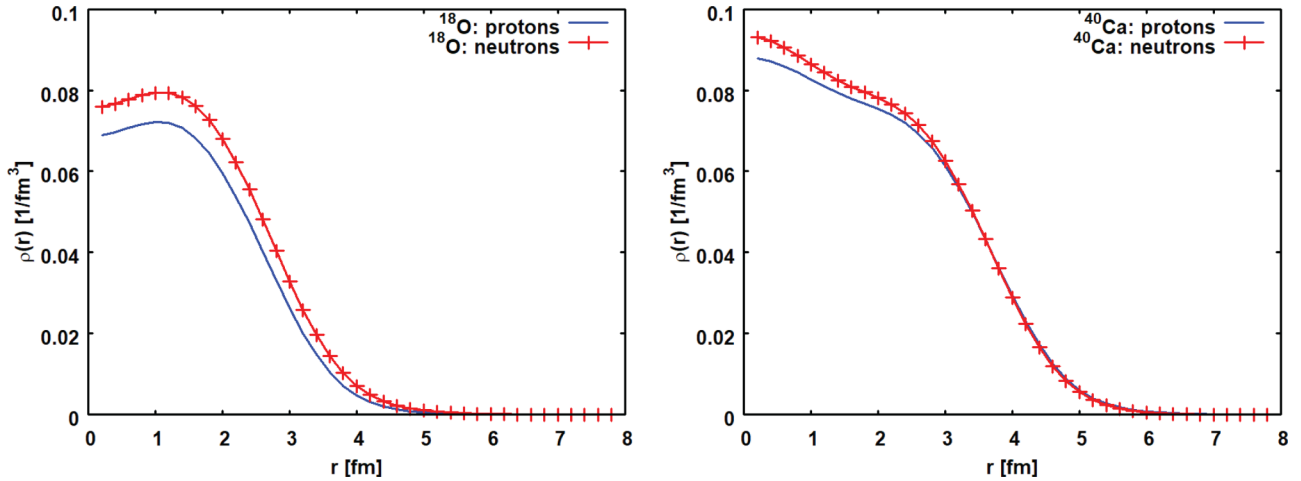 0.1
0.08
0.06
0.04
0.02
0
ρ(r) [1/fm³]
¹⁸O: protons
¹⁸O: neutrons
0 1 2 3 4 5 6 7 8
r [fm]
0.1
0.08
0.06
0.04
0.02
0
ρ(r) [1/fm³]
⁴⁰Ca: protons
⁴⁰Ca: neutrons
0 1 2 3 4 5 6 7 8
r [fm]